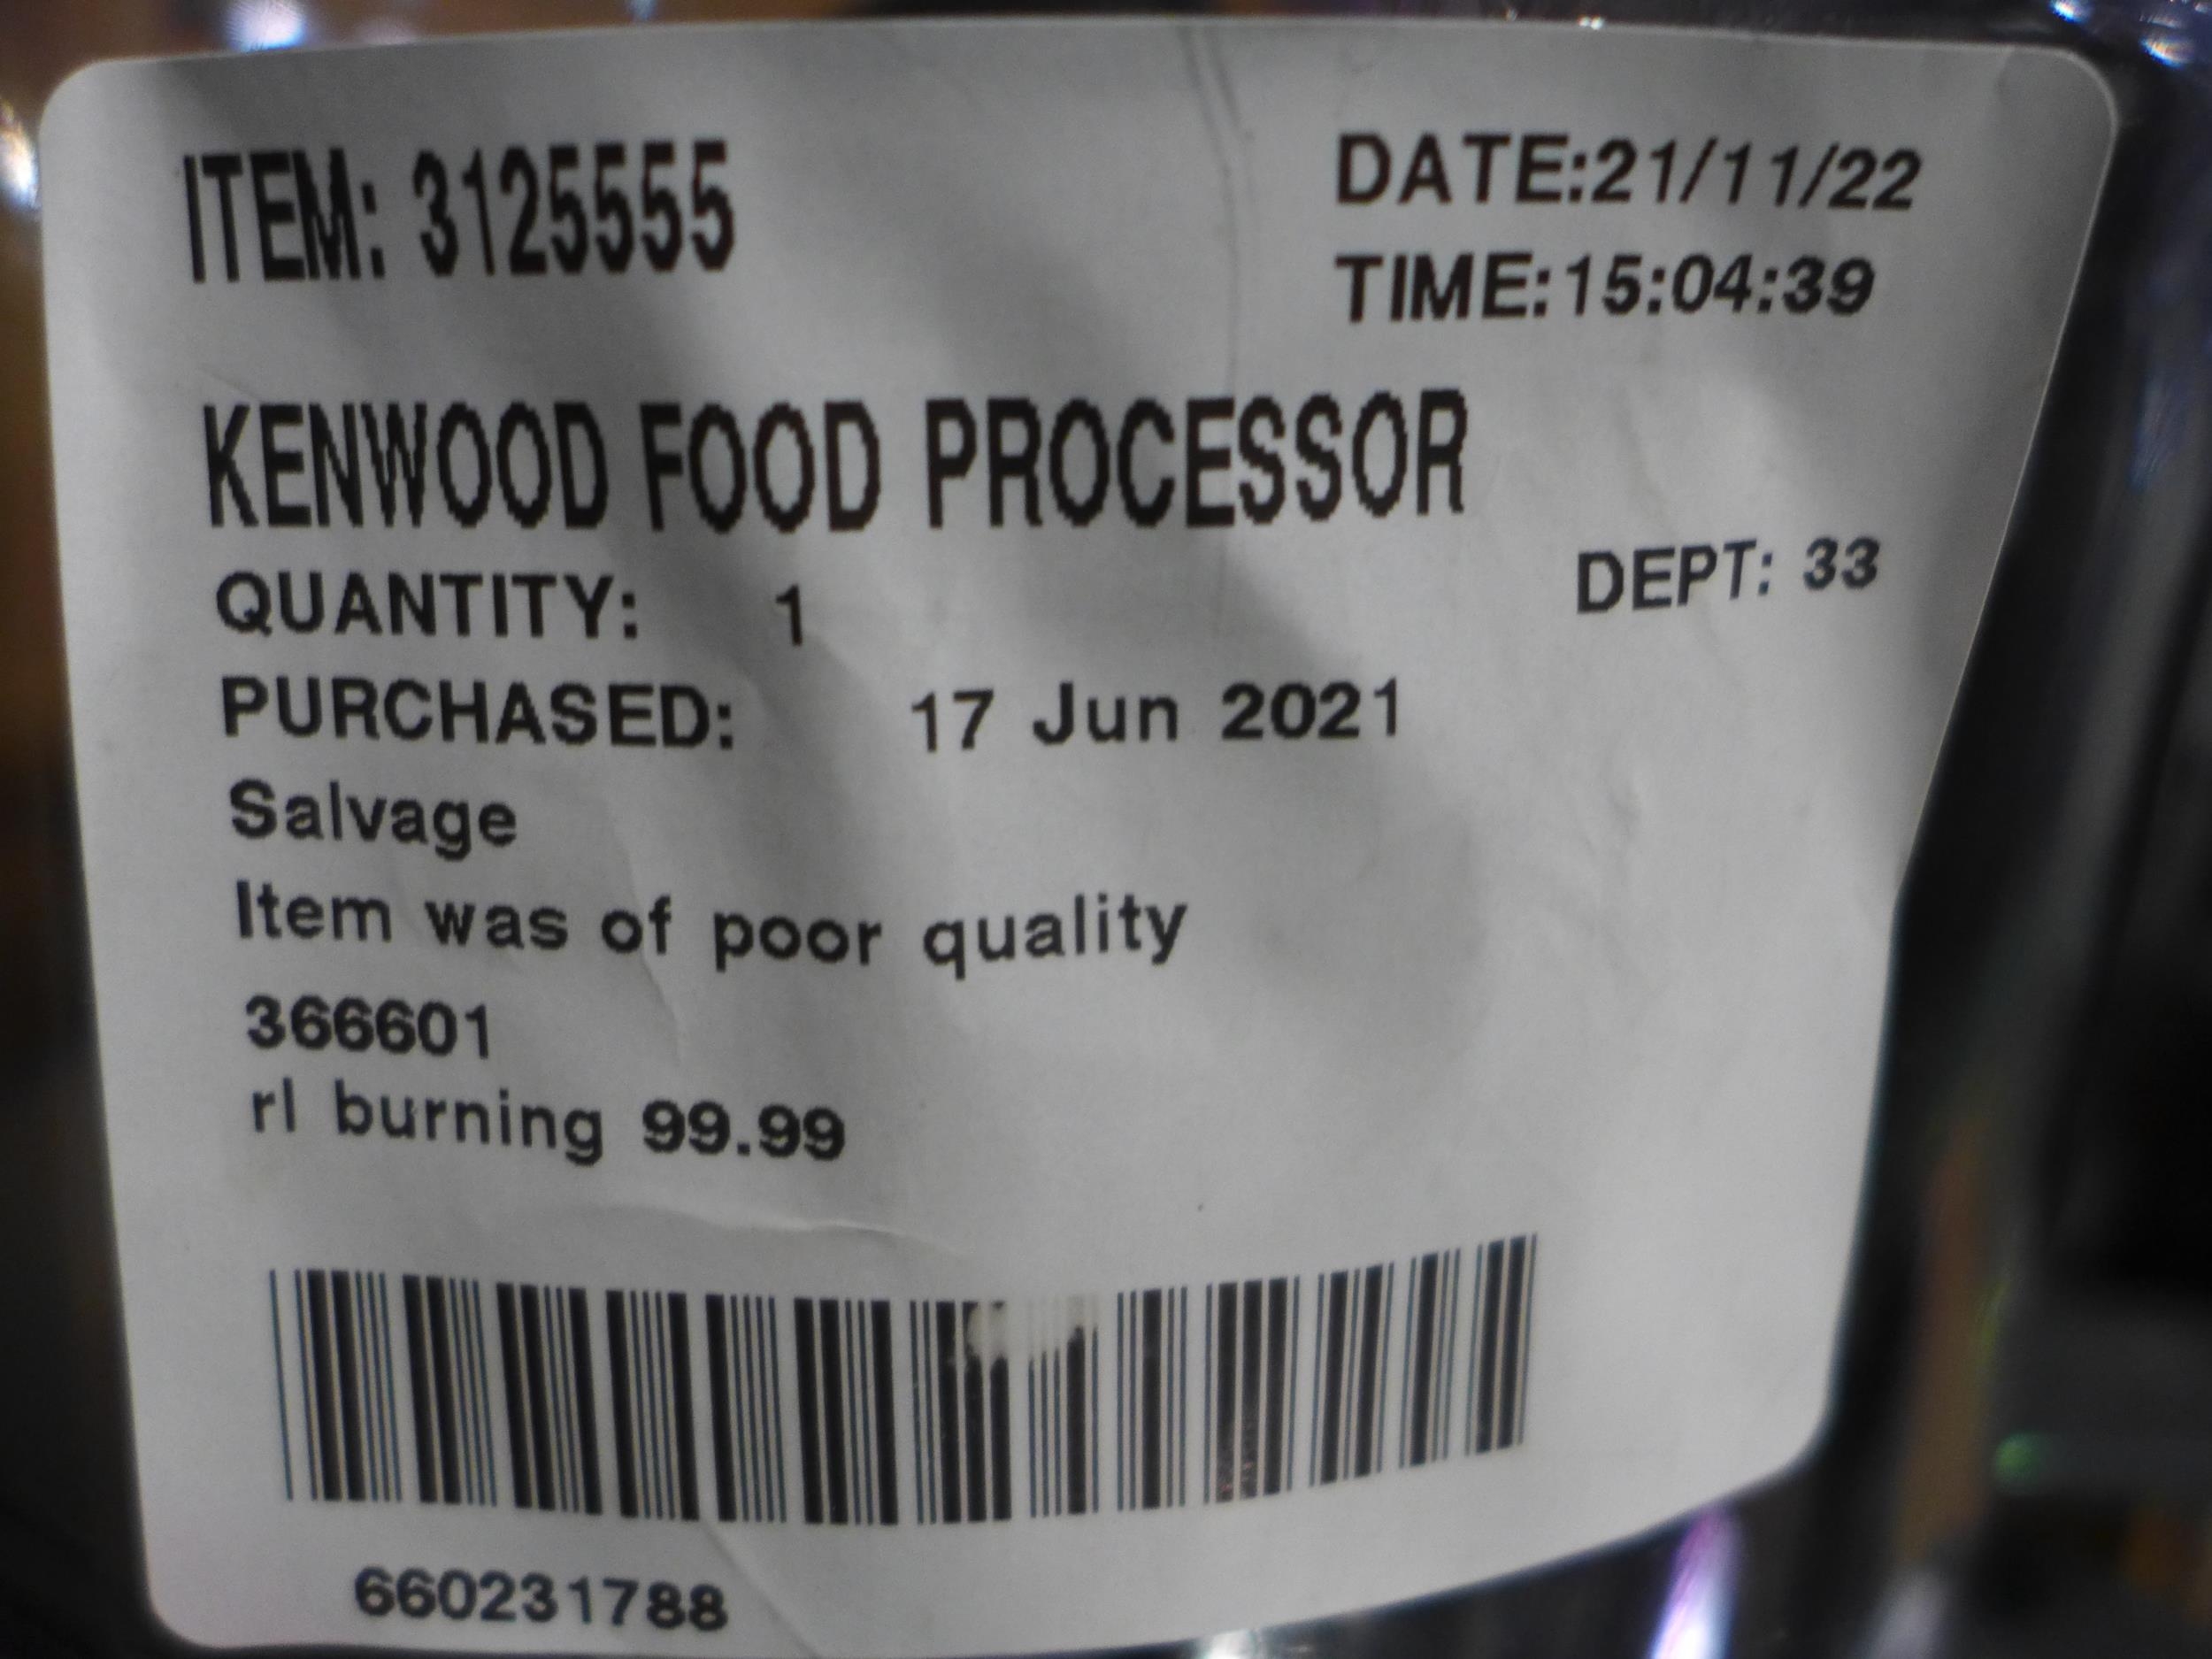 ITEM: 3125555
DATE:21/11/22
TIME:15:04:39
KENWOOD FOOD PROCESSOR
DEPT: 33
QUANTITY: 1
PURCHASED: 17 Jun 2021
Salvage
Item was of poor quality
366601
rl burning 99.99
660231788